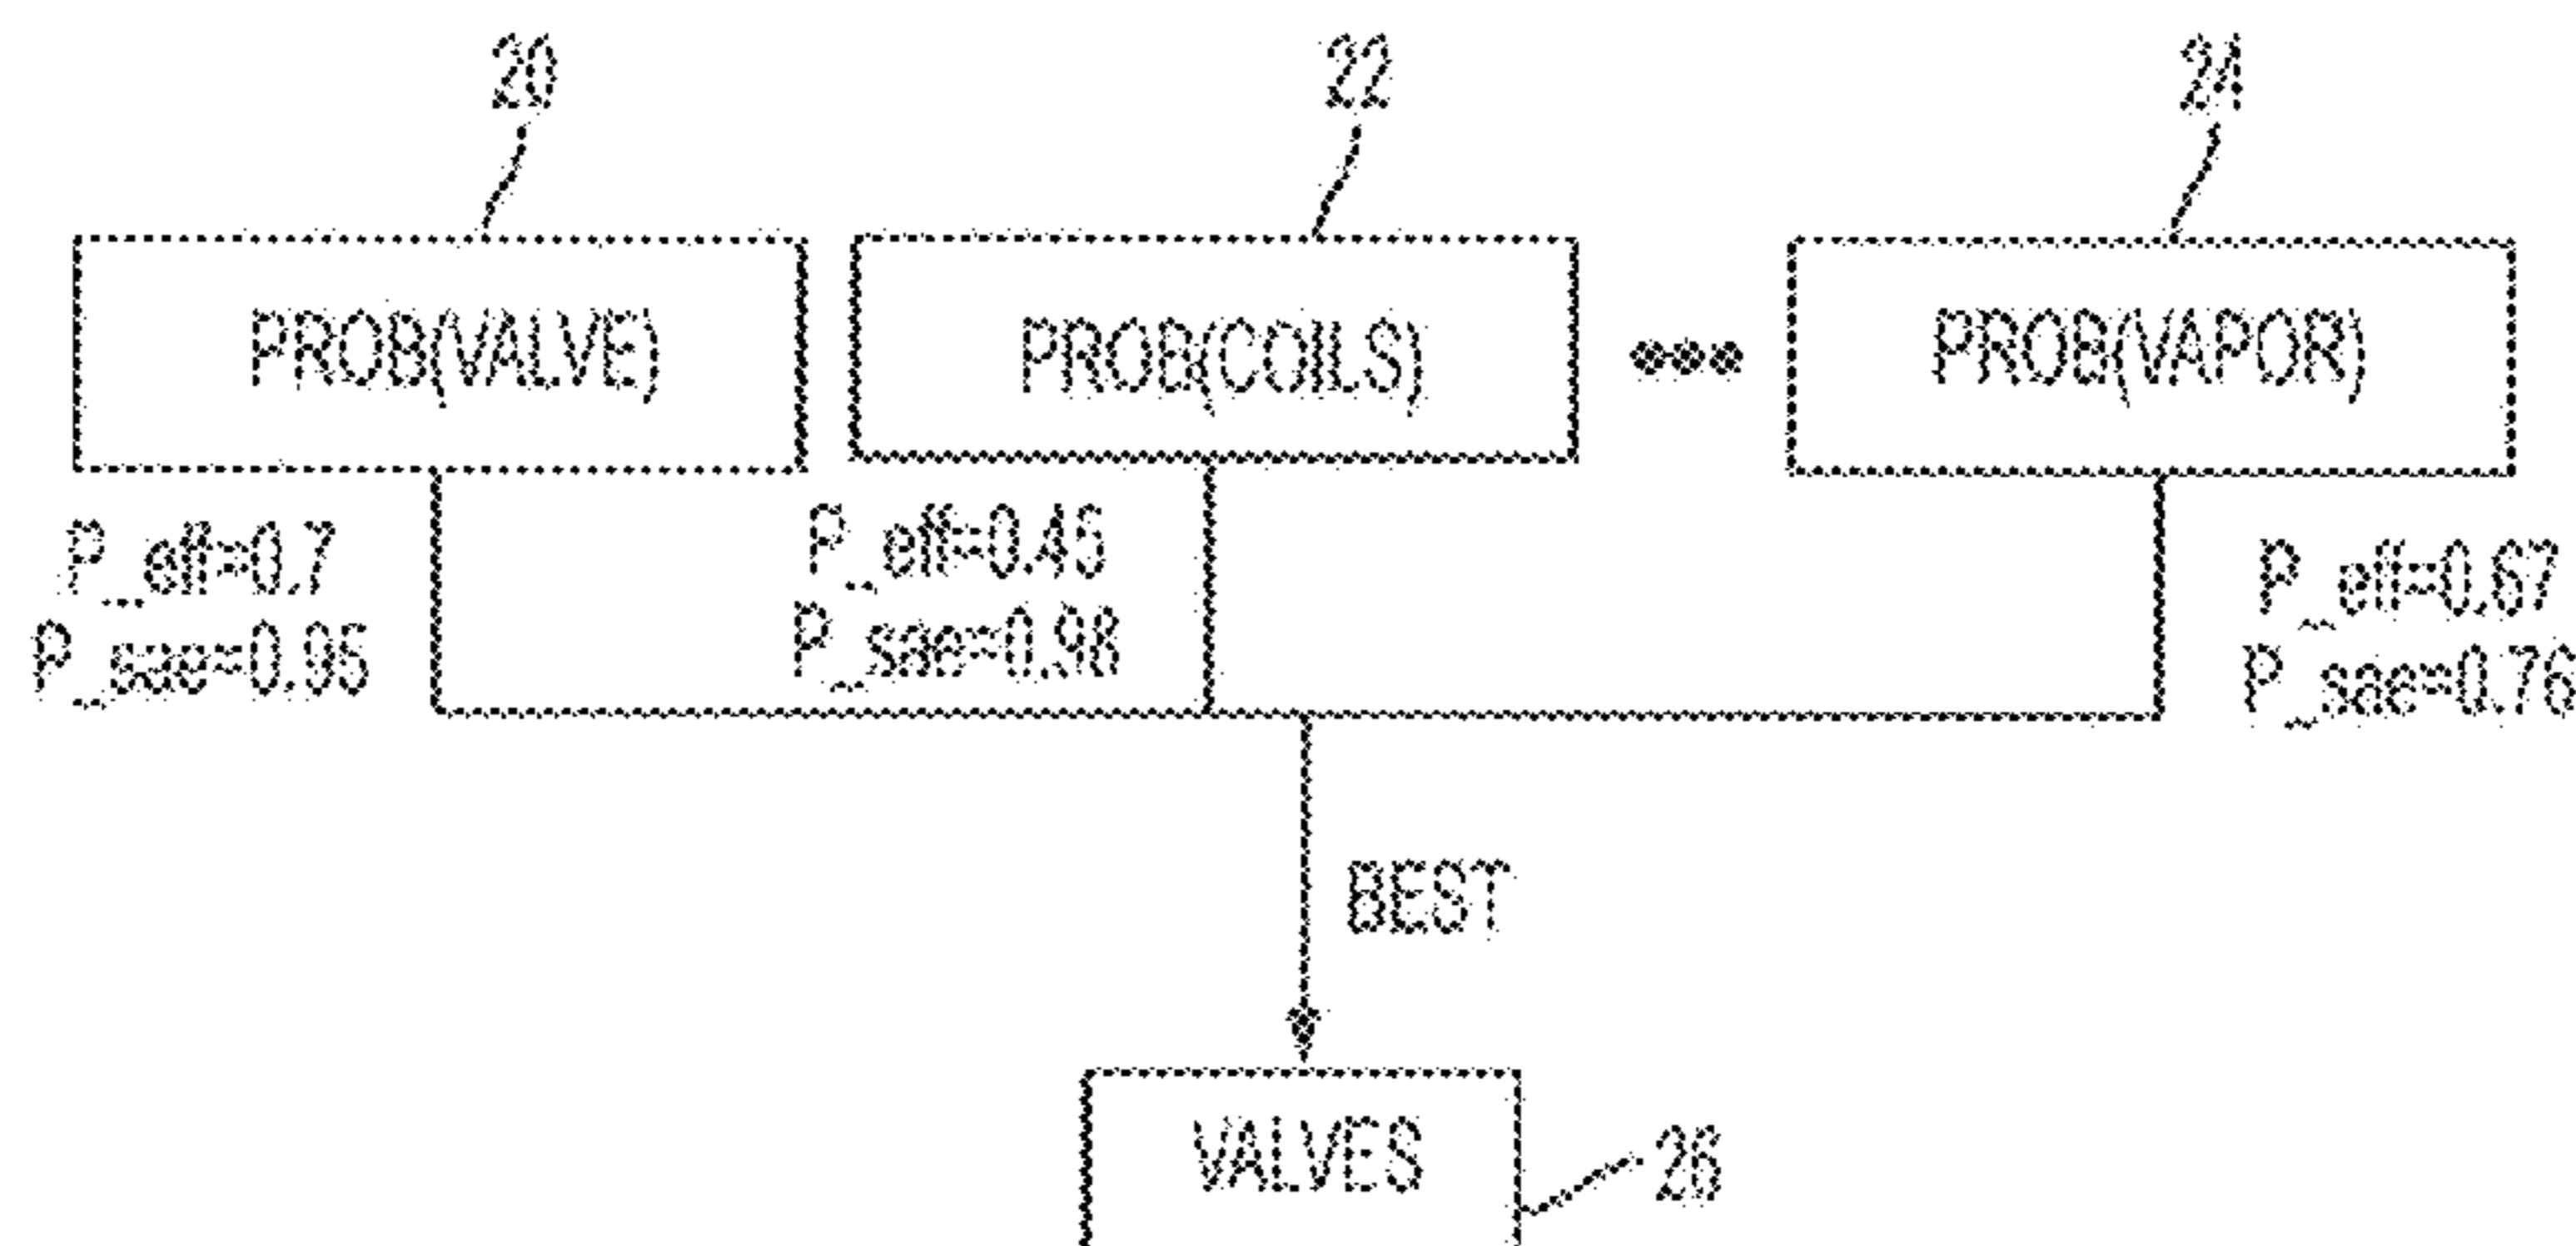 20
22
24
PROB(VALVE)
PROB(COILS)
PROB(VAPOR)
P_eff=0.7
P_sae=0.95
P_eff=0.45
P_sae=0.98
P_eff=0.67
P_sae=0.76
BEST
VALVES
26